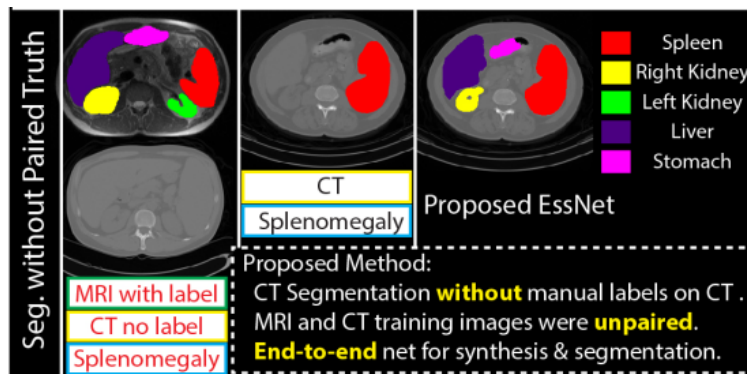 Seg. without Paired Truth
Spleen
Right Kidney
Left Kidney
Liver
Stomach
CT
Splenomegaly
Proposed EssNet
MRI with label
CT no label
Splenomegaly
Proposed Method:
CT Segmentation without manual labels on CT .
MRI and CT training images were unpaired.
End-to-end net for synthesis & segmentation.